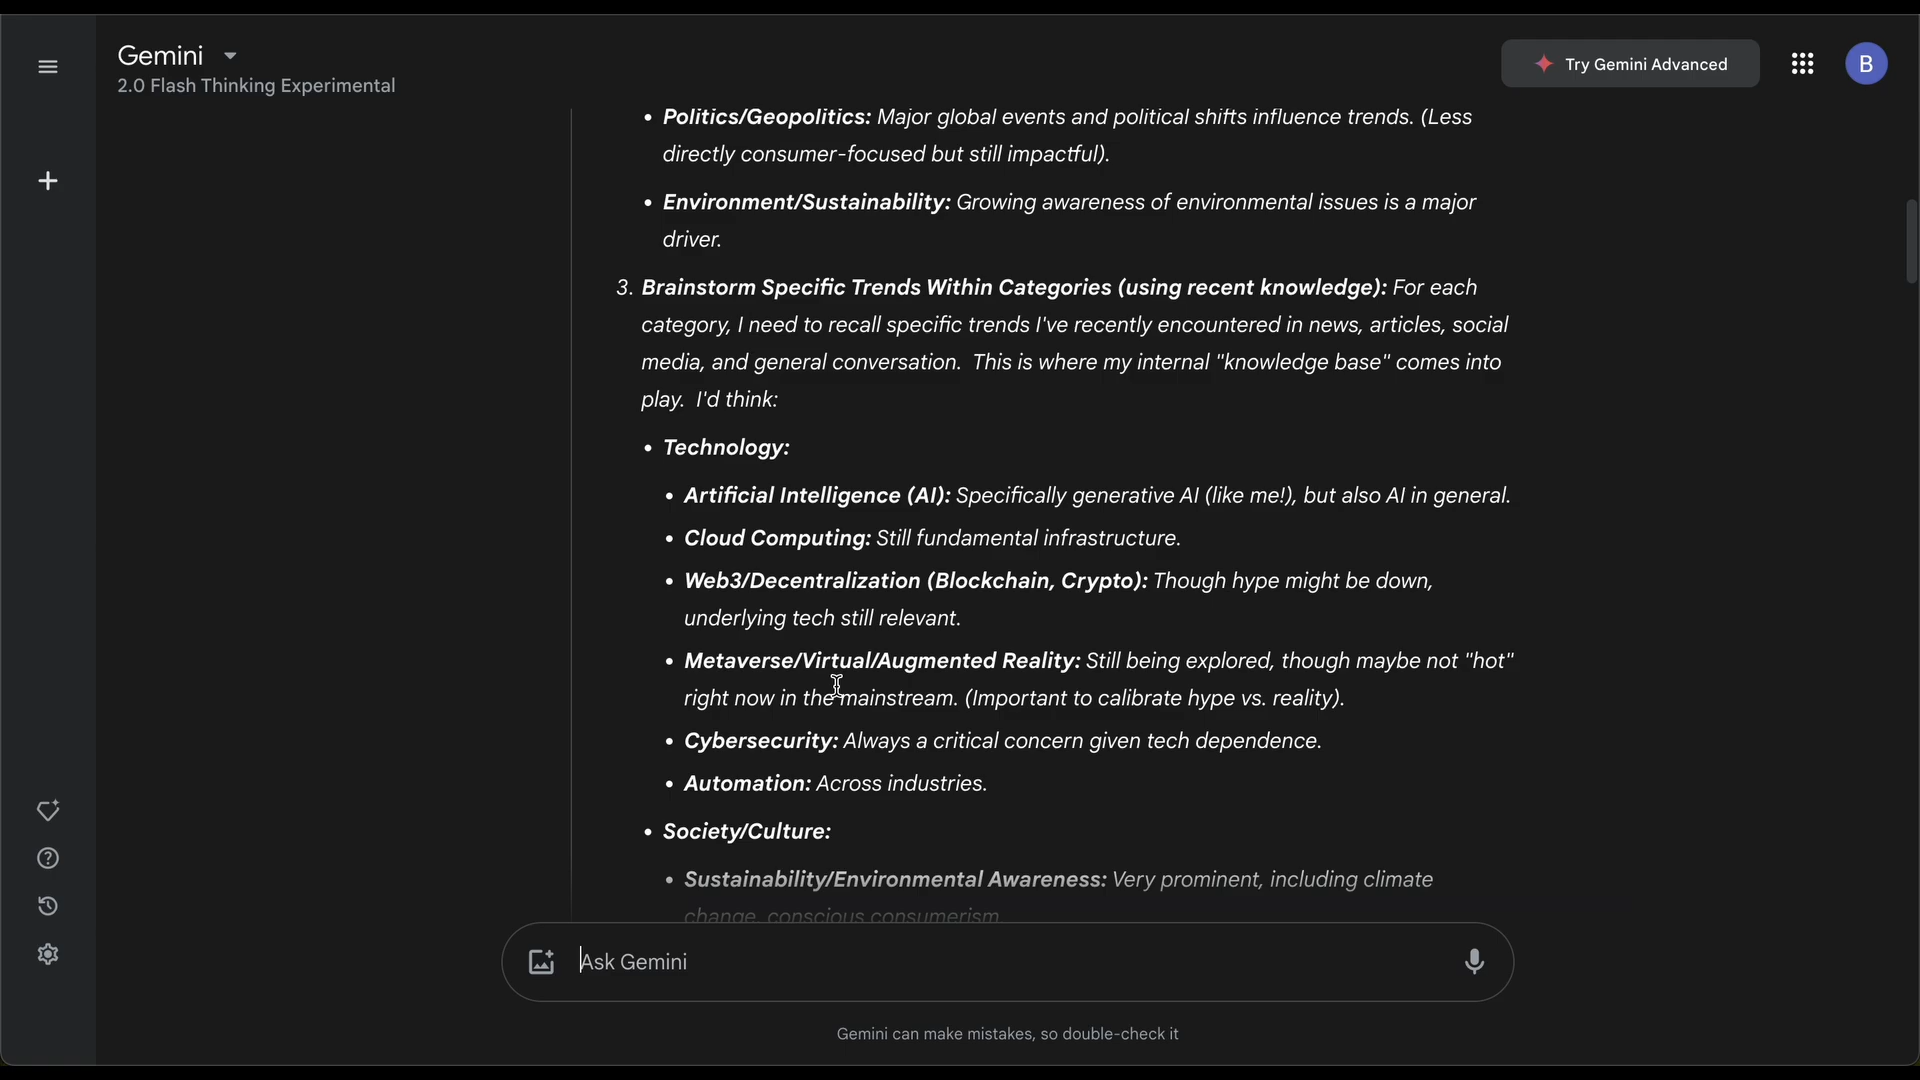 Gemini
2.0 Flash Thinking Experimental
Try Gemini Advanced
B
• Politics/Geopolitics: Major global events and political shifts influence trends. (Less
directly consumer-focused but still impactful).
• Environment/Sustainability: Growing awareness of environmental issues is a major
driver.
3. Brainstorm Specific Trends Within Categories (using recent knowledge): For each
category, I need to recall specific trends I've recently encountered in news, articles, social
media, and general conversation. This is where my internal "knowledge base" comes into
play. I'd think:
• Technology:
• Artificial Intelligence (AI): Specifically generative AI (like me!), but also AI in general.
• Cloud Computing: Still fundamental infrastructure.
• Web3/Decentralization (Blockchain, Crypto): Though hype might be down,
underlying tech still relevant.
• Metaverse/Virtual/Augmented Reality: Still being explored, though maybe not "hot"
right now in the mainstream. (Important to calibrate hype vs. reality).
• Cybersecurity: Always a critical concern given tech dependence.
• Automation: Across industries.
• Society/Culture:
• Sustainability/Environmental Awareness: Very prominent, including climate
change, conscious consumerism
Ask Gemini
Gemini can make mistakes, so double-check it